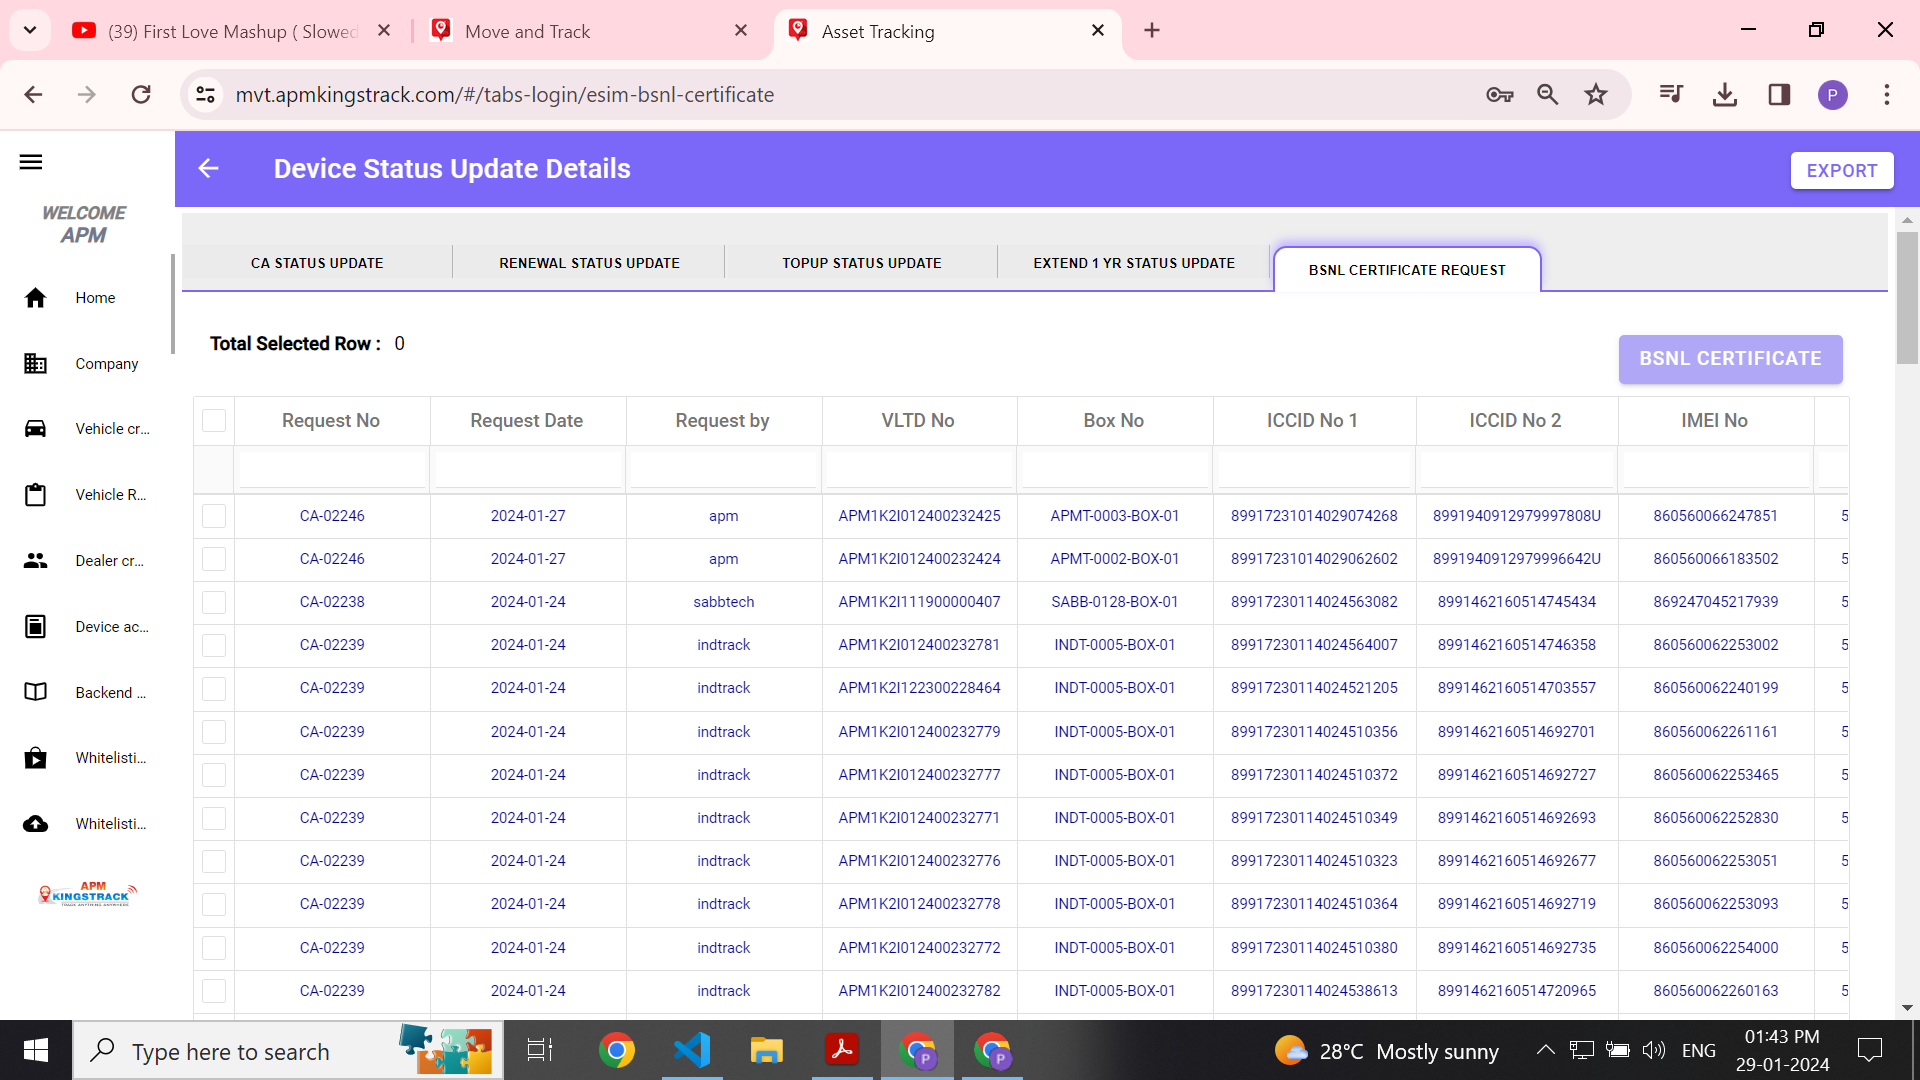 (39) First Love Mashup ( Slowed
Move and Track
Asset Tracking
mvt.apmkingstrack.com/#/tabs-login/esim-bsnl-certificate
P
WELCOME
APM
Home
Company
Vehicle cr...
Vehicle R...
Dealer cr...
Device ac...
Backend ...
Whitelisti...
Whitelisti...
APM
KINGSTRACK
Device Status Update Details
EXPORT
CA STATUS UPDATE RENEWAL STATUS UPDATE TOPUP STATUS UPDATE EXTEND 1 YR STATUS UPDATE BSNL CERTIFICATE REQUEST
Total Selected Row : 0
BSNL CERTIFICATE
Request No Request Date Request by VLTD No Box No ICCID No 1 ICCID No 2 IMEI No
CA-02246 2024-01-27 apm APM1K2I012400232425 APMT-0003-BOX-01 89917231014029074268 8991940912979997808U 860560066247851 5
CA-02246 2024-01-27 apm APM1K2I012400232424 APMT-0002-BOX-01 89917231014029062602 8991940912979996642U 860560066183502 5
CA-02238 2024-01-24 sabbtech APM1K2I111900000407 SABB-0128-BOX-01 89917230114024563082 8991462160514745434 869247045217939 5
CA-02239 2024-01-24 indtrack APM1K2I012400232781 INDT-0005-BOX-01 89917230114024564007 8991462160514746358 860560062253002 5
CA-02239 2024-01-24 indtrack APM1K2I122300228464 INDT-0005-BOX-01 89917230114024521205 8991462160514703557 860560062240199 5
CA-02239 2024-01-24 indtrack APM1K2I012400232779 INDT-0005-BOX-01 89917230114024510356 8991462160514692701 860560062261161 5
CA-02239 2024-01-24 indtrack APM1K2I012400232777 INDT-0005-BOX-01 89917230114024510372 8991462160514692727 860560062253465 5
CA-02239 2024-01-24 indtrack APM1K2I012400232771 INDT-0005-BOX-01 89917230114024510349 8991462160514692693 860560062252830 5
CA-02239 2024-01-24 indtrack APM1K2I012400232776 INDT-0005-BOX-01 89917230114024510323 8991462160514692677 860560062253051 5
CA-02239 2024-01-24 indtrack APM1K2I012400232778 INDT-0005-BOX-01 89917230114024510364 8991462160514692719 860560062253093 5
CA-02239 2024-01-24 indtrack APM1K2I012400232772 INDT-0005-BOX-01 89917230114024510380 8991462160514692735 860560062254000 5
CA-02239 2024-01-24 indtrack APM1K2I012400232782 INDT-0005-BOX-01 89917230114024538613 8991462160514720965 860560062260163 5
Type here to search
P
P
28°C Mostly sunny
ENG
01:43 PM
29-01-2024